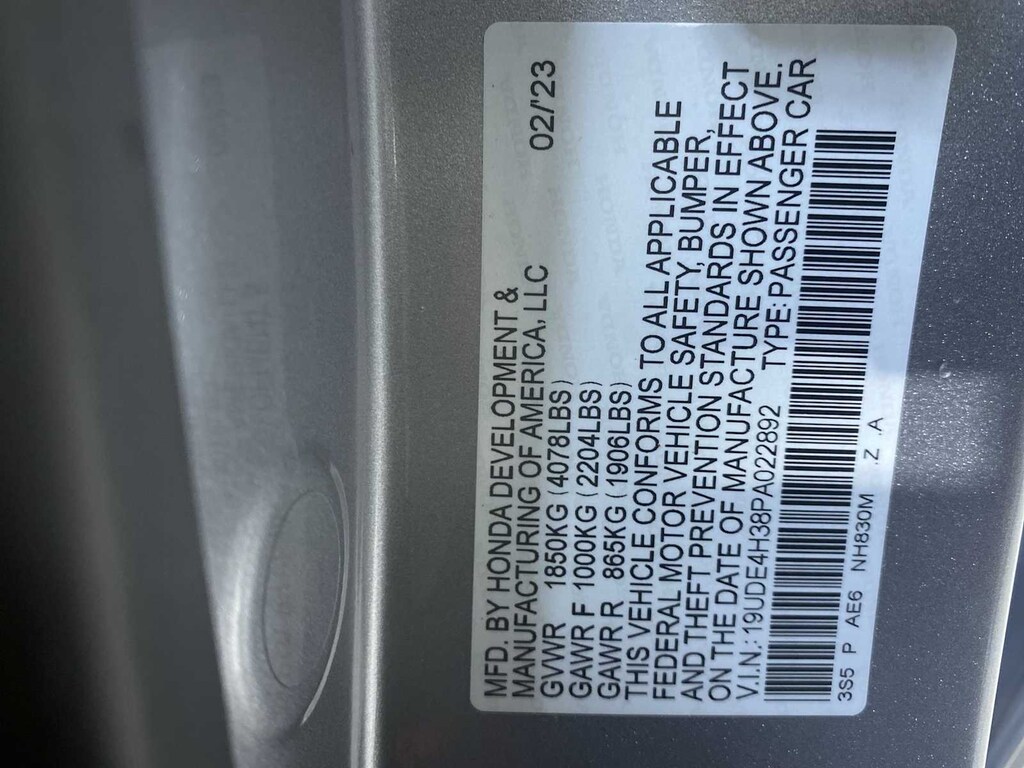 MFD. BY HONDA DEVELOPMENT &
MANUFACTURING OF AMERICA, LLC 02/'23
GVWR 1850KG (4078LBS)
GAWR F 1000KG (2204LBS)
GAWR R 865KG (1906LBS)
THIS VEHICLE CONFORMS TO ALL APPLICABLE
FEDERAL MOTOR VEHICLE SAFETY, BUMPER,
AND THEFT PREVENTION STANDARDS IN EFFECT
ON THE DATE OF MANUFACTURE SHOWN ABOVE.
V.I.N.: 19UDE4H38PA022892 TYPE: PASSENGER CAR
3S5 P AE6 NH830M .Z .A